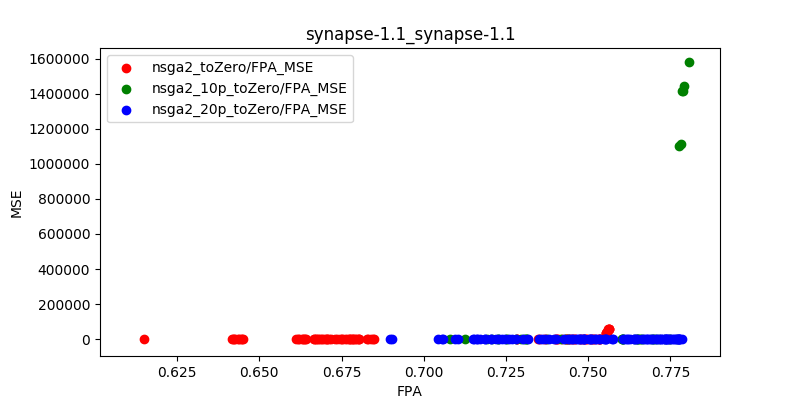 synapse-1.1_synapse-1.1
nsga2_toZero/FPA_MSE
nsga2_10p_toZero/FPA_MSE
nsga2_20p_toZero/FPA_MSE
MSE
1600000
1400000
1200000
1000000
800000
600000
400000
200000
0
0.625 0.650 0.675 0.700 0.725 0.750 0.775
FPA